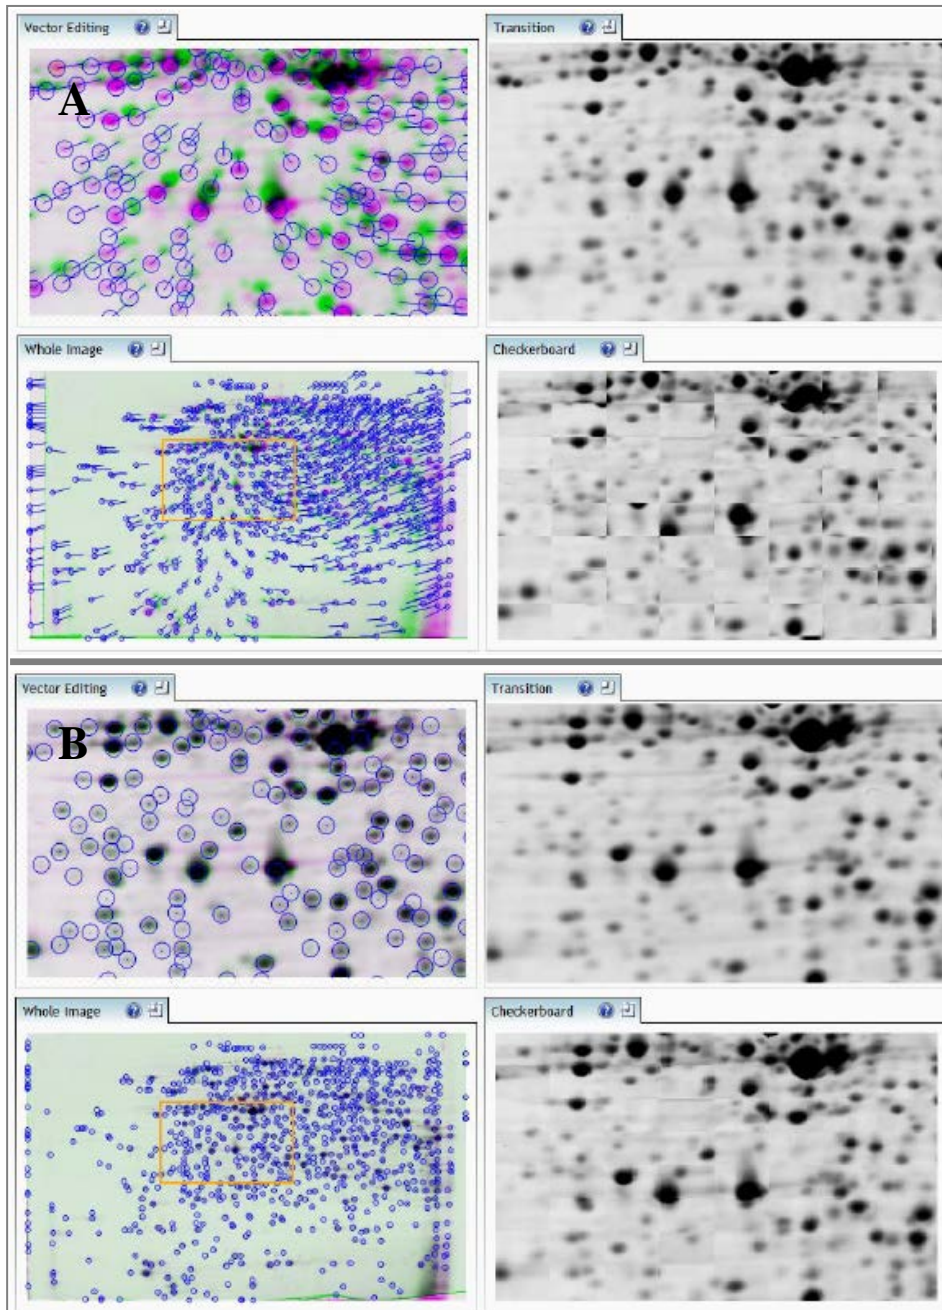 Vector Editing ? Transition ?
A
Whole Image ? Checkerboard ?
Vector Editing ? Transition ?
B
Whole Image ? Checkerboard ?